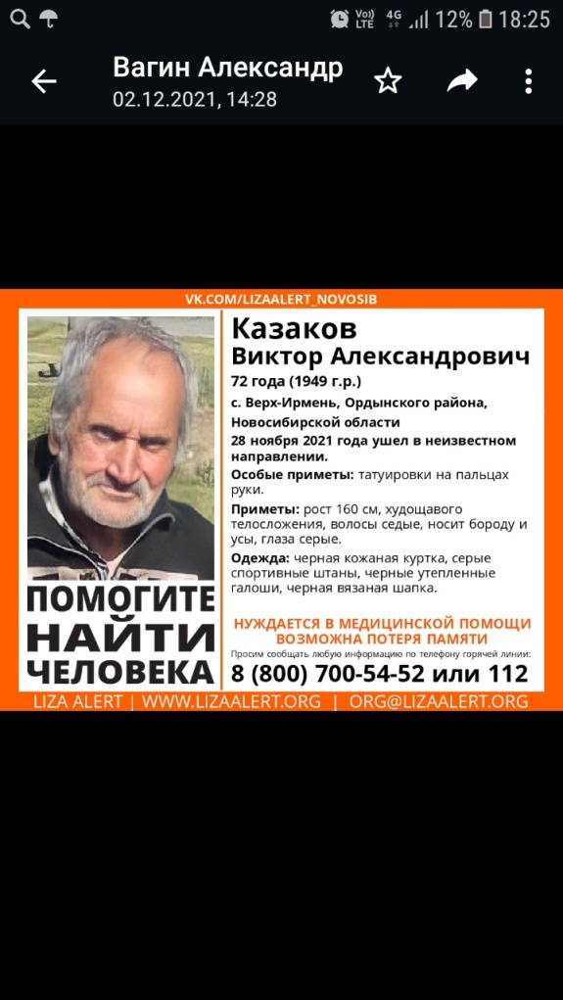 Vo))
LTE
4G
12%
18:25
Вагин Александр
02.12.2021, 14:28
VK.COM/LIZAALERT_NOVOSIB
Казаков
Виктор Александрович
72 года (1949 г.р.)
с. Верх-Ирмень, Ордынского района,
Новосибирской области
28 ноября 2021 года ушел в неизвестном
направлении.
Особые приметы: татуировки на пальцах
руки.
Приметы: рост 160 см, худощавого
телосложения, волосы седые, носит бороду и
усы, глаза серые.
Одежда: черная кожаная куртка, серые
спортивные штаны, черные утепленные
галоши, черная вязаная шапка.
ПОМОГИТЕ
НАЙТИ
ЧЕЛОВЕКА
НУЖДАЕТСЯ В МЕДИЦИНСКОЙ ПОМОЩИ
ВОЗМОЖНА ПОТЕРЯ ПАМЯТИ
Просим сообщать любую информацию по телефону горячей линии:
8 (800) 700-54-52 или 112
LIZA ALERT | WWW.LIZAALERT.ORG | ORG@LIZAALERT.ORG